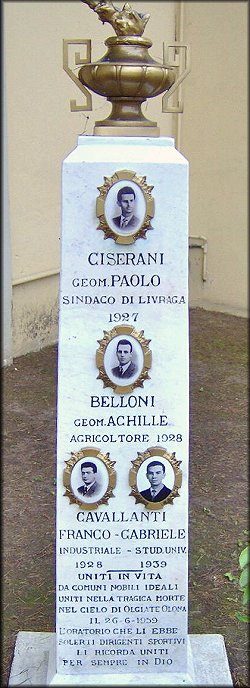 CISERANI
GEOM. PAOLO
SINDACO DI LIVRAGA
1927
BELLONI
GEOM. ACHILLE
AGRICOLTORE 1928
CAVALLANTI
FRANCO - GABRIELE
INDUSTRIALE - STUD. UNIV.
1928 1939
UNITI IN VITA
DA COMUNI NOBILI IDEALI
UNITI NELLA TRAGICA MORTE
NEL CIELO DI OLGIATE OLONA
IL 26-6-1959
L'ORATORIO CHE LI EBBE
SOLERTI DIRIGENTI SPORTIVI
LI RICORDA UNITI
PER SEMPRE IN DIO